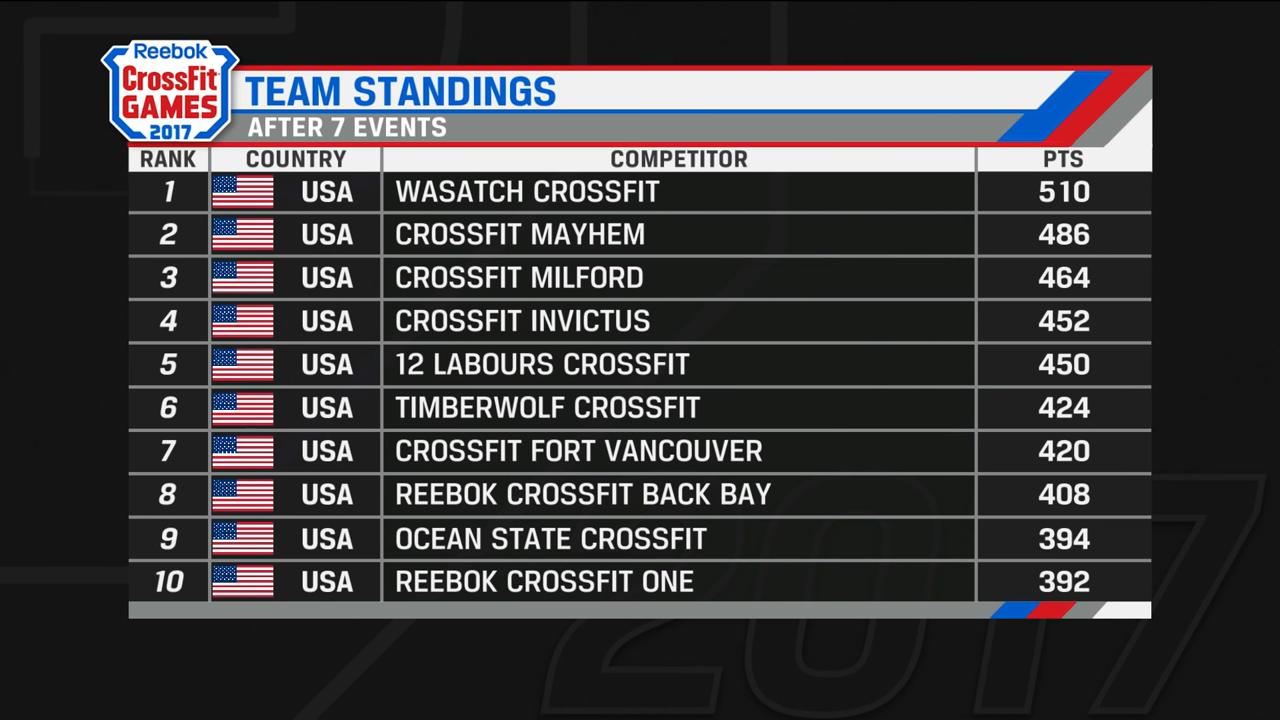 Reebok
CrossFit
GAMES
2017
TEAM STANDINGS
AFTER 7 EVENTS
RANK COUNTRY COMPETITOR PTS
1 USA WASATCH CROSSFIT 510
2 USA CROSSFIT MAYHEM 486
3 USA CROSSFIT MILFORD 464
4 USA CROSSFIT INVICTUS 452
5 USA 12 LABOURS CROSSFIT 450
6 USA TIMBERWOLF CROSSFIT 424
7 USA CROSSFIT FORT VANCOUVER 420
8 USA REEBOK CROSSFIT BACK BAY 408
9 USA OCEAN STATE CROSSFIT 394
10 USA REEBOK CROSSFIT ONE 392
2017